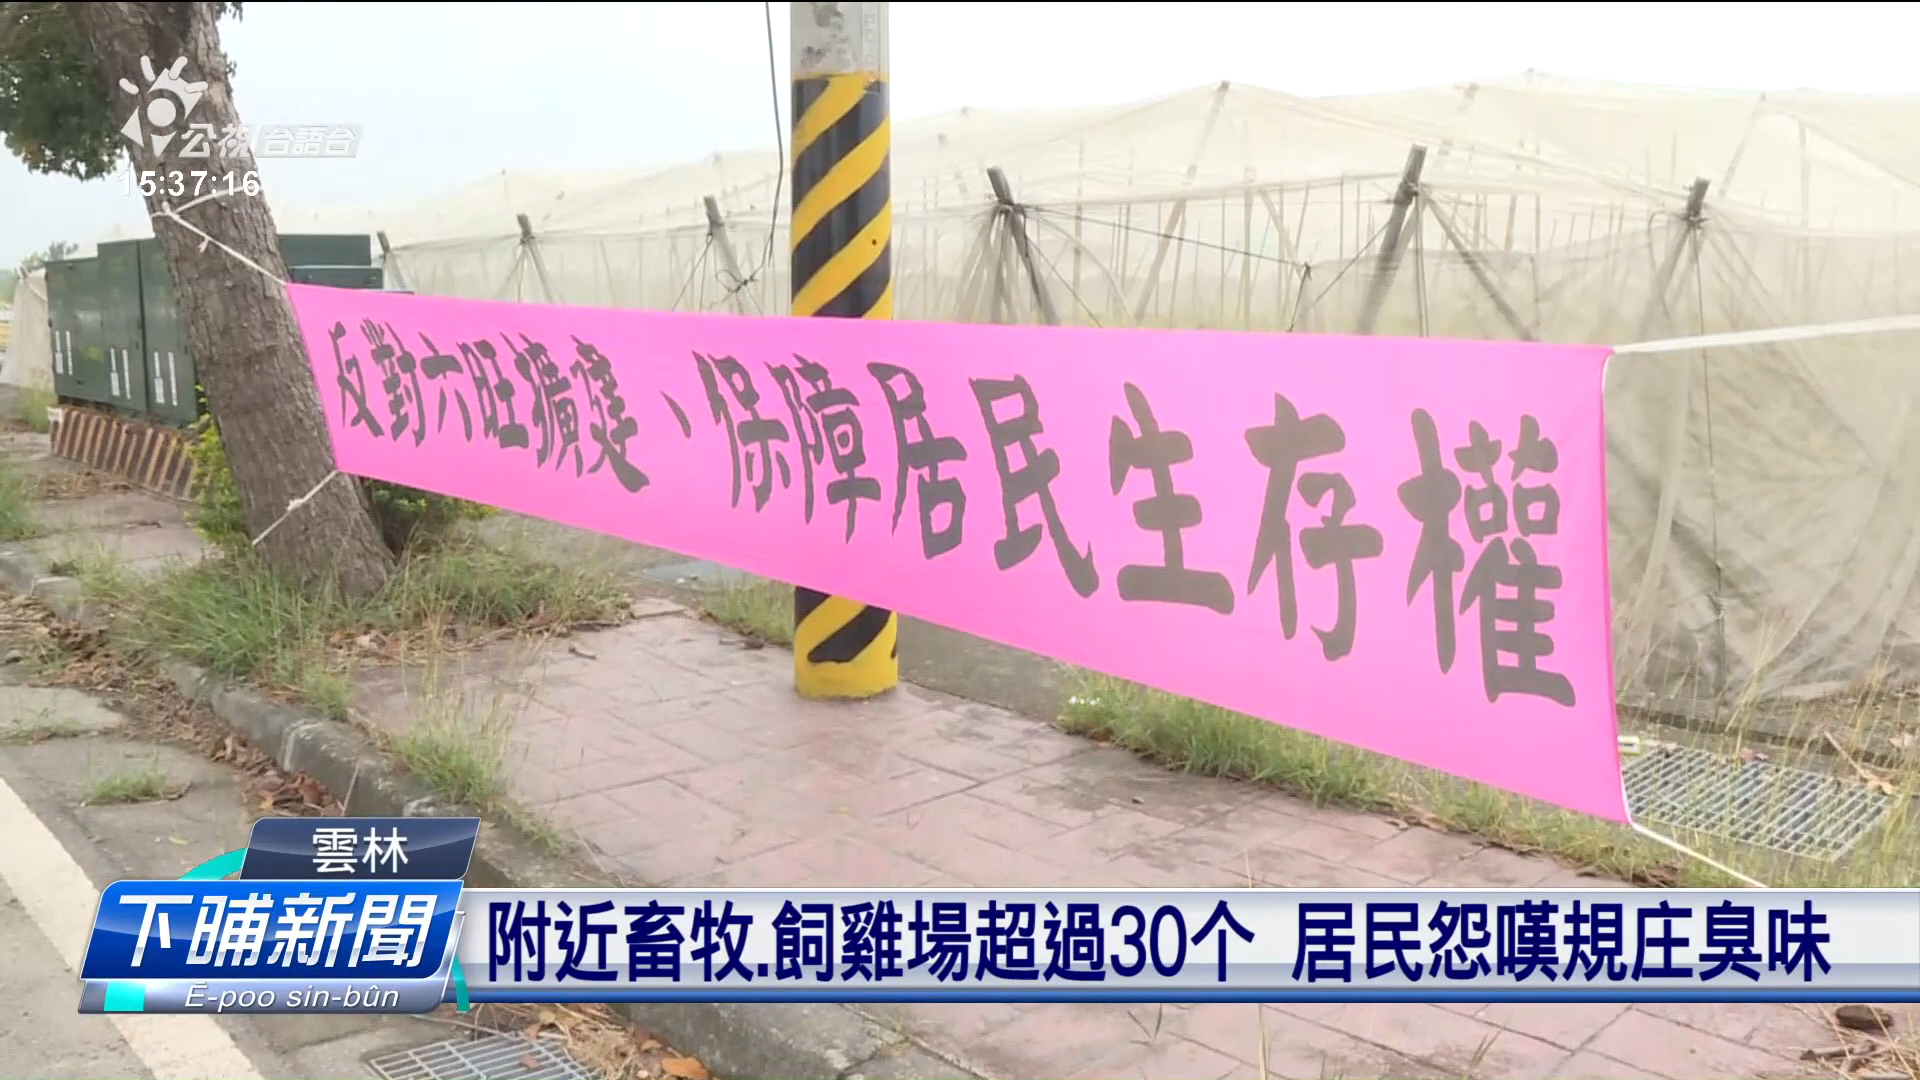 公視台語台
15:37:16
反對六旺擴建、保障居民生存權
雲林
下晡新聞
Ē-poo sin-bûn
附近畜牧.飼雞場超過30个 居民怨嘆規庄臭味